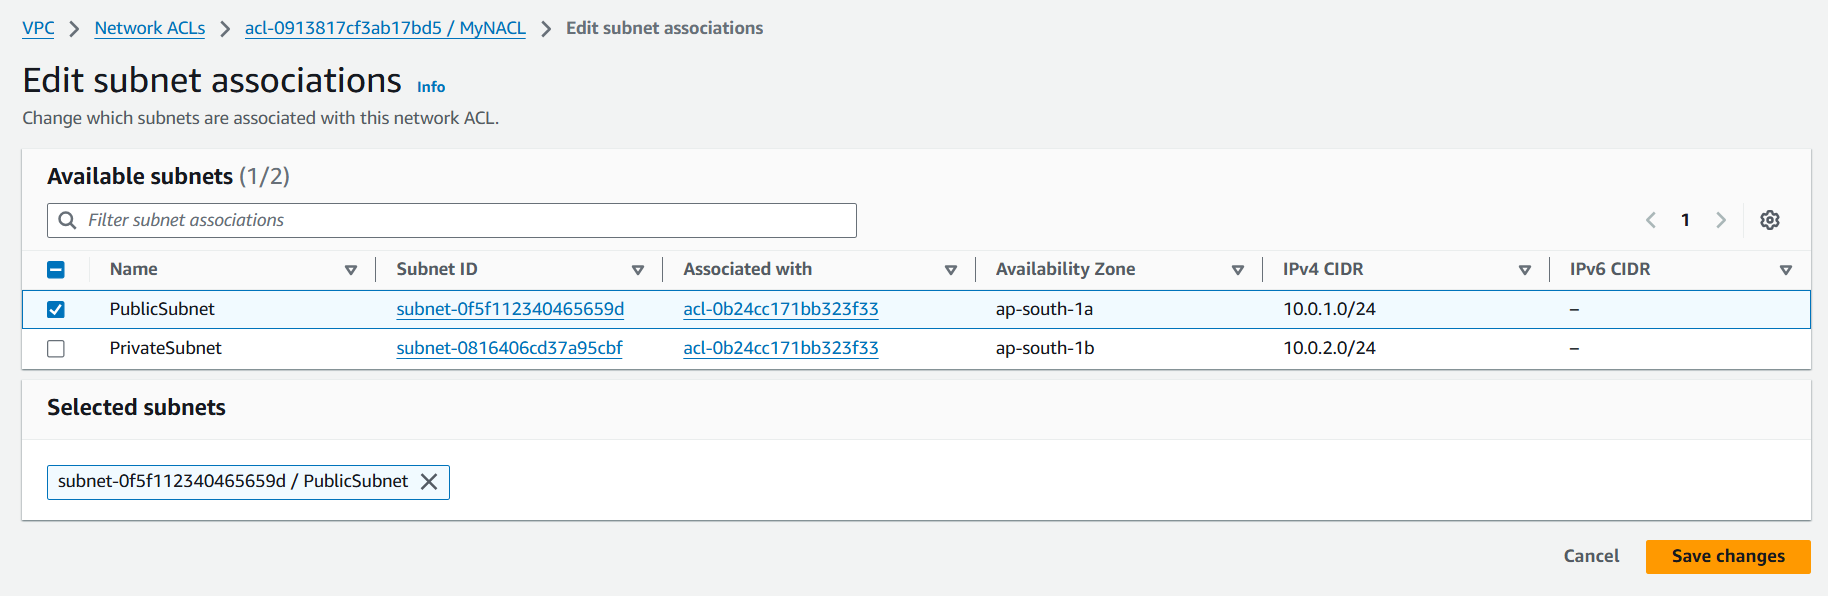 VPC > Network ACLs > acl-0913817cf3ab17bd5 / MyNACL > Edit subnet associations
Edit subnet associations Info
Change which subnets are associated with this network ACL.
Available subnets (1/2)
Filter subnet associations
1
Name Subnet ID Associated with Availability Zone IPv4 CIDR IPv6 CIDR
PublicSubnet subnet-0f5f112340465659d acl-0b24cc171bb323f33 ap-south-1a 10.0.1.0/24 –
PrivateSubnet subnet-0816406cd37a95cbf acl-0b24cc171bb323f33 ap-south-1b 10.0.2.0/24 –
Selected subnets
subnet-0f5f112340465659d / PublicSubnet
Cancel Save changes